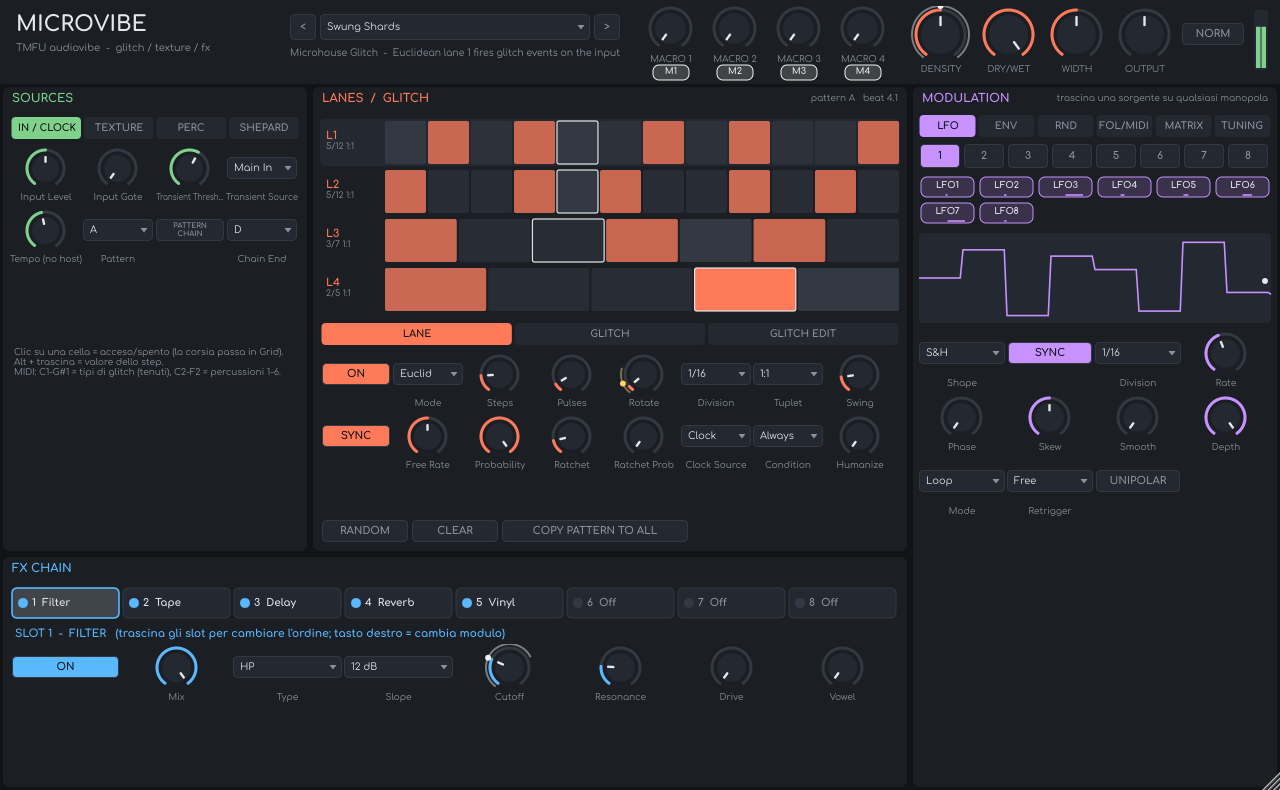 MICROVIBE
TMFU audiovibe - glitch / texture / fx
< Swung Shards >
Microhouse Glitch - Euclidean lane 1 fires glitch events on the input
MACRO 1 MACRO 2 MACRO 3 MACRO 4
M1 M2 M3 M4
DENSITY DRY/WET WIDTH OUTPUT
NORM
SOURCES
IN / CLOCK TEXTURE PERC SHEPARD
Main In
Input Level Input Gate Transient Thresh... Transient Source
A PATTERN CHAIN D
Tempo (no host) Pattern Chain End
Clic su una cella = acceso/spento (la corsia passa in Grid).
Alt + trascina = valore dello step.
MIDI: C1-G#1 = tipi di glitch (tenuti), C2-F2 = percussioni 1-6.
LANES / GLITCH
pattern A beat 4.1
L1
5/12 1:1
L2
5/12 1:1
L3
3/7 1:1
L4
2/5 1:1
LANE GLITCH GLITCH EDIT
ON Euclid 1/16 1:1
Mode Steps Pulses Rotate Division Tuplet Swing
SYNC Clock Always
Free Rate Probability Ratchet Ratchet Prob Clock Source Condition Humanize
RANDOM CLEAR COPY PATTERN TO ALL
MODULATION
trascina una sorgente su qualsiasi manopola
LFO ENV RND FOL/MIDI MATRIX TUNING
1 2 3 4 5 6 7 8
LFO1 LFO2 LFO3 LFO4 LFO5 LFO6
LFO7 LFO8
S&H SYNC 1/16
Shape Division Rate
Phase Skew Smooth Depth
Loop Free UNIPOLAR
Mode Retrigger
FX CHAIN
1 Filter 2 Tape 3 Delay 4 Reverb 5 Vinyl 6 Off 7 Off 8 Off
SLOT 1 - FILTER (trascina gli slot per cambiare l'ordine; tasto destro = cambia modulo)
ON HP 12 dB
Mix Type Slope Cutoff Resonance Drive Vowel